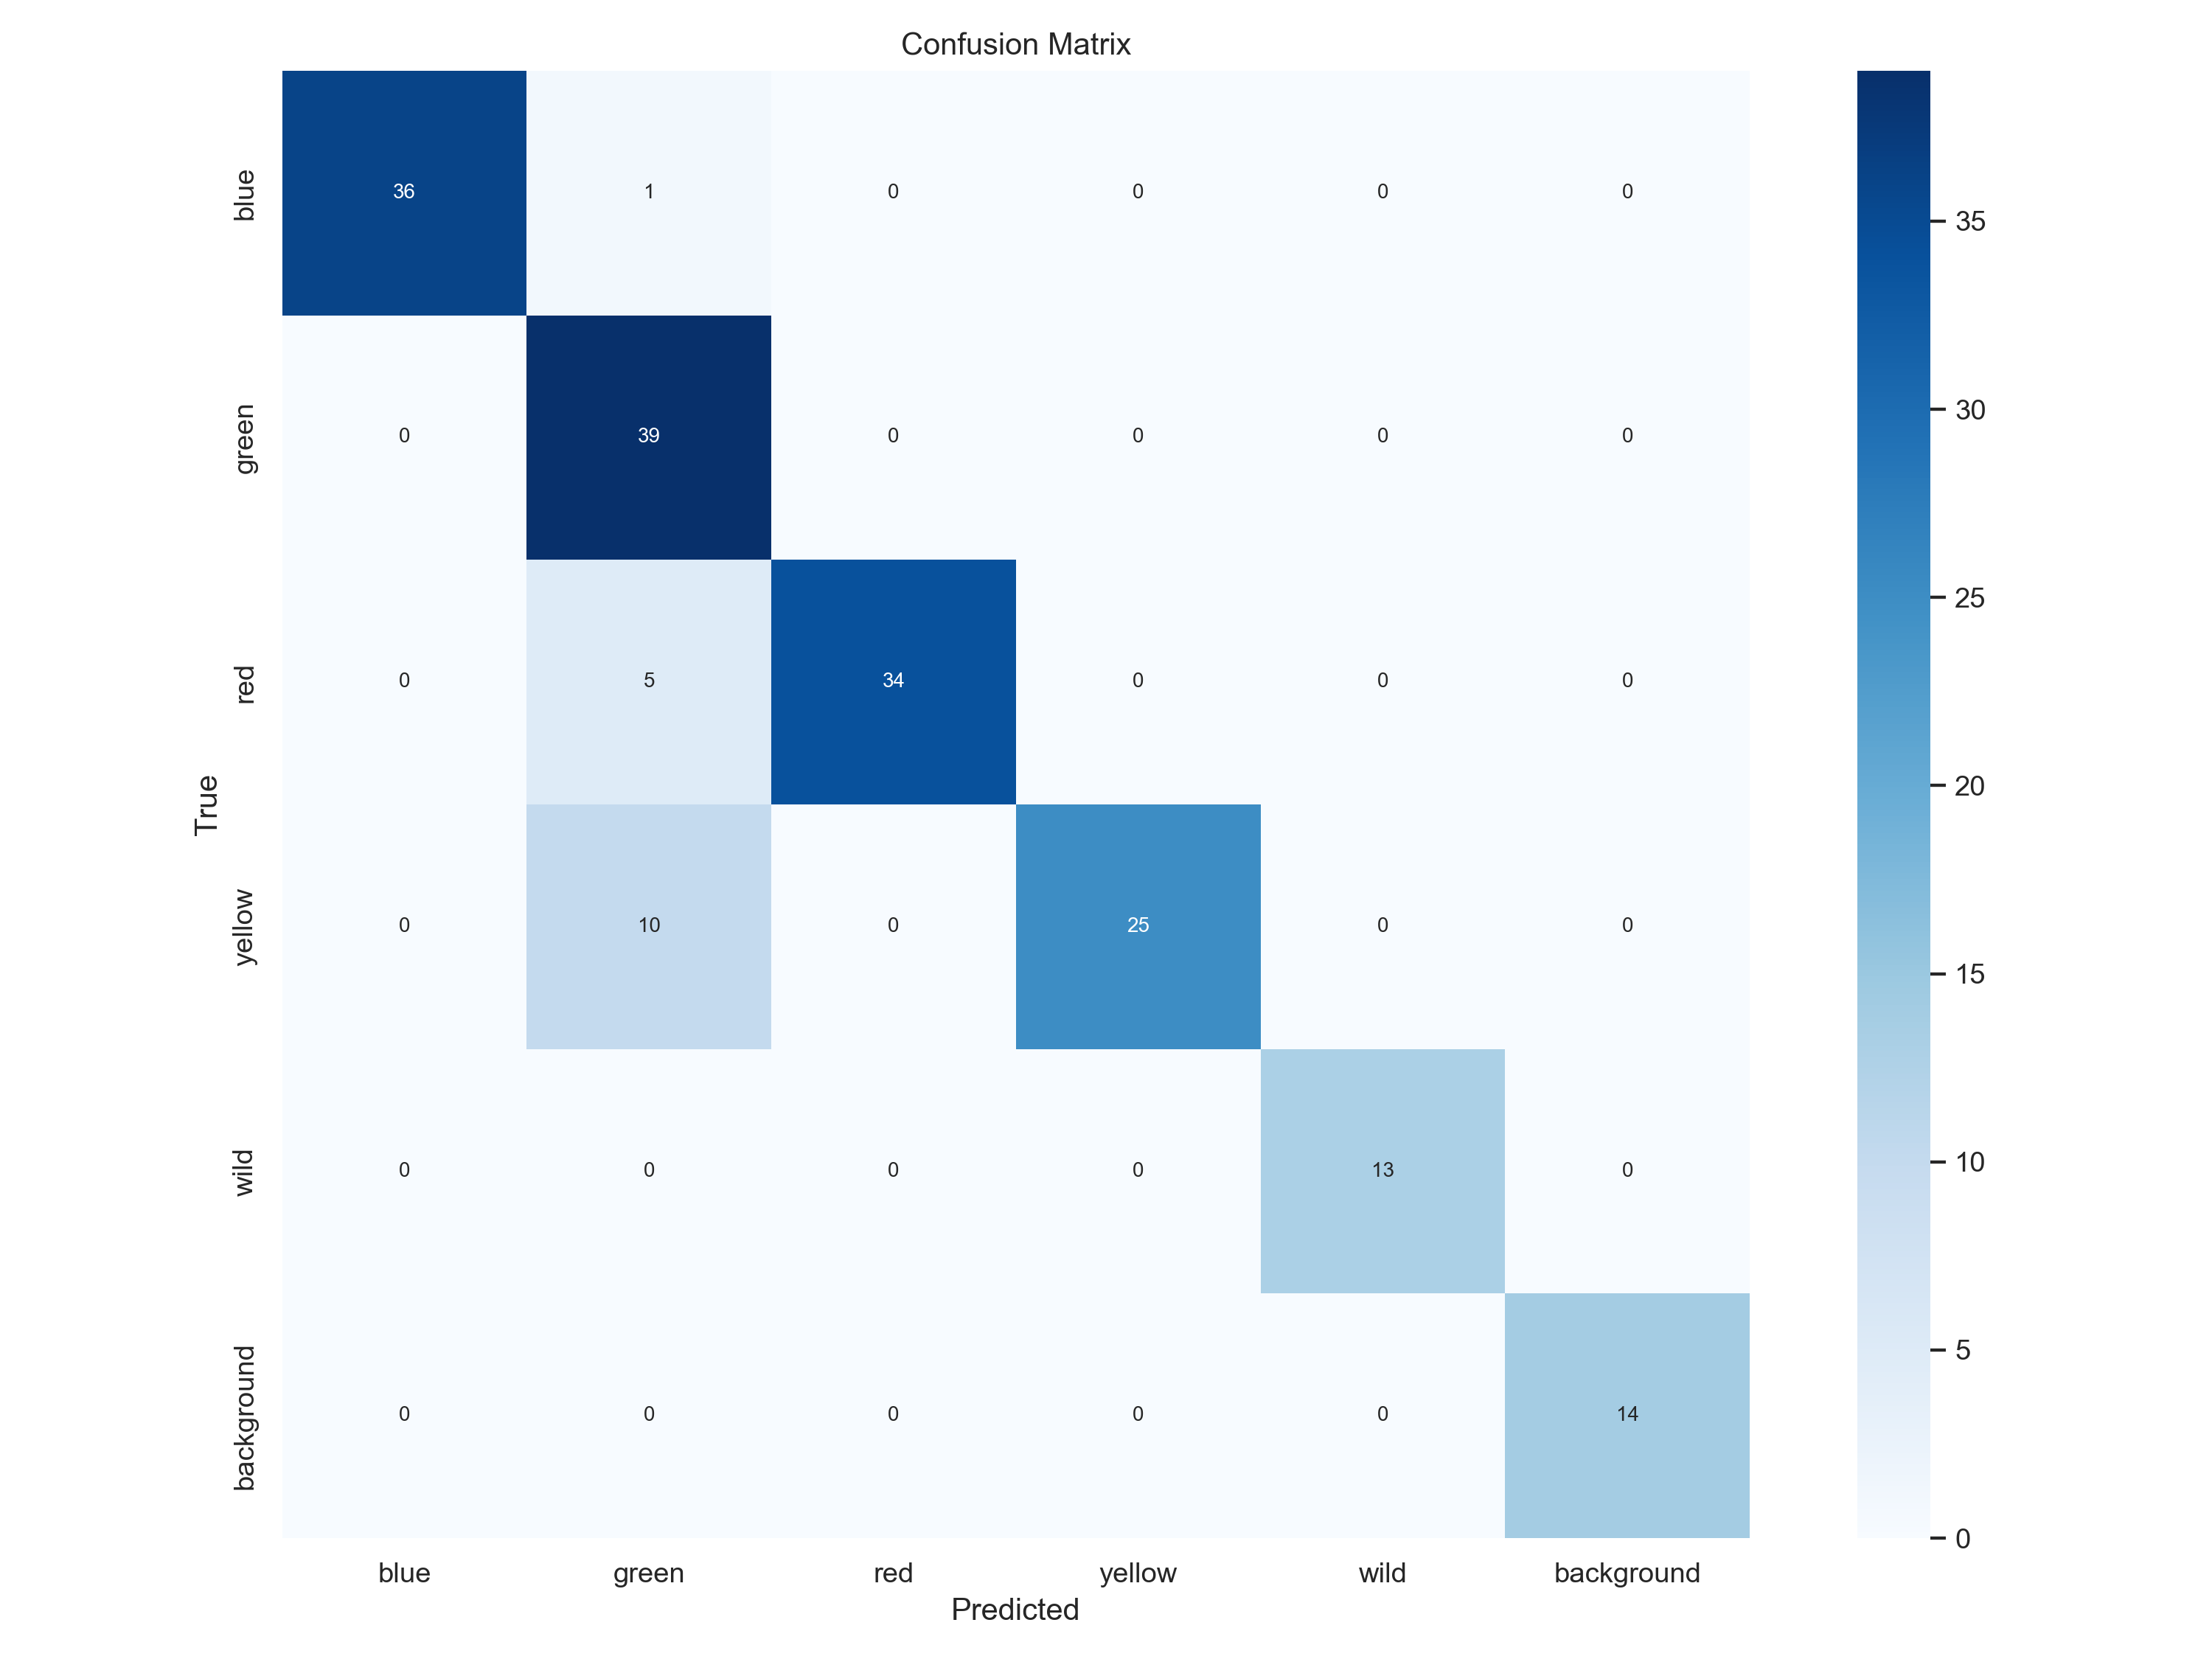 Confusion Matrix
blue 36 1 0 0 0 0
green 0 39 0 0 0 0
red 0 5 34 0 0 0
yellow 0 10 0 25 0 0
wild 0 0 0 0 13 0
background 0 0 0 0 0 14
True
blue green red yellow wild background
Predicted
35
30
25
20
15
10
5
0